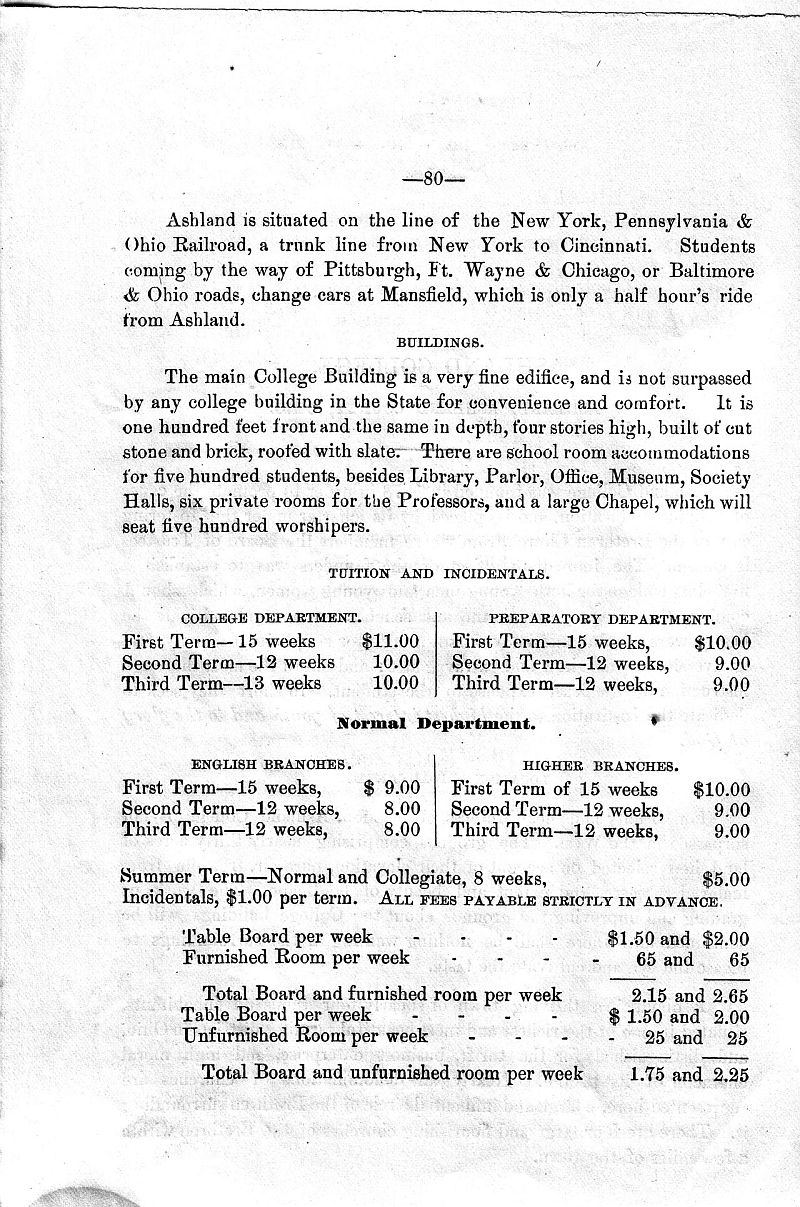 —80—
Ashland is situated on the line of the New York, Pennsylvania &
Ohio Railroad, a trunk line from New York to Cincinnati. Students
coming by the way of Pittsburgh, Ft. Wayne & Chicago, or Baltimore
& Ohio roads, change cars at Mansfield, which is only a half hour's ride
from Ashland.
BUILDINGS.
The main College Building is a very fine edifice, and is not surpassed
by any college building in the State for convenience and comfort. It is
one hundred feet front and the same in depth, four stories high, built of cut
stone and brick, roofed with slate. There are school room accommodations
for five hundred students, besides Library, Parlor, Office, Museum, Society
Halls, six private rooms for the Professors, and a large Chapel, which will
seat five hundred worshipers.
TUITION AND INCIDENTALS.
COLLEGE DEPARTMENT.
First Term—15 weeks $11.00
Second Term—12 weeks 10.00
Third Term—13 weeks 10.00
PREPARATORY DEPARTMENT.
First Term—15 weeks, $10.00
Second Term—12 weeks, 9.00
Third Term—12 weeks, 9.00
Normal Department.
ENGLISH BRANCHES.
First Term—15 weeks, $ 9.00
Second Term—12 weeks, 8.00
Third Term—12 weeks, 8.00
HIGHER BRANCHES.
First Term of 15 weeks $10.00
Second Term—12 weeks, 9.00
Third Term—12 weeks, 9.00
Summer Term—Normal and Collegiate, 8 weeks, $5.00
Incidentals, $1.00 per term. ALL FEES PAYABLE STRICTLY IN ADVANCE.
Table Board per week - - - - $1.50 and $2.00
Furnished Room per week - - - - 65 and 65
Total Board and furnished room per week 2.15 and 2.65
Table Board per week - - - - $ 1.50 and 2.00
Unfurnished Room per week - - - - 25 and 25
Total Board and unfurnished room per week 1.75 and 2.25